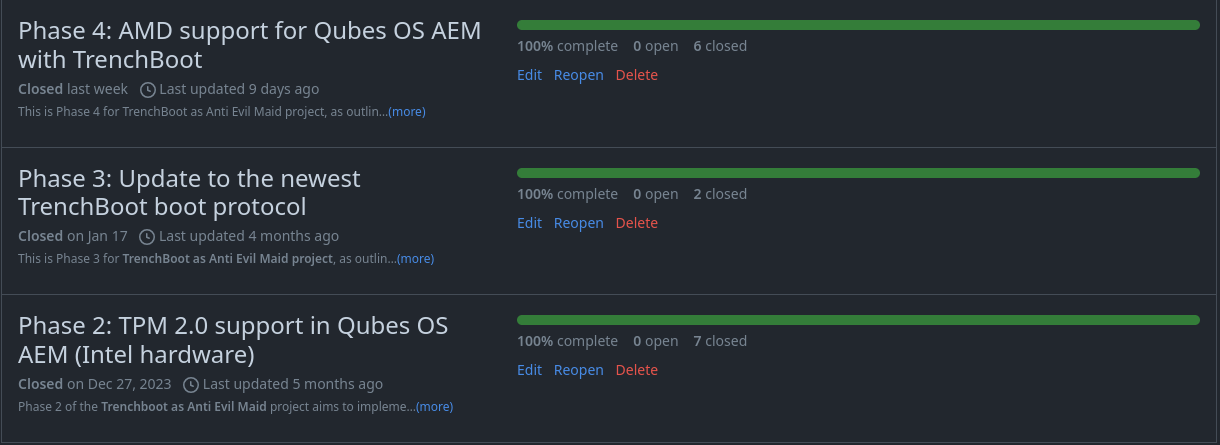 Phase 4: AMD support for Qubes OS AEM
with TrenchBoot
Closed last week Last updated 9 days ago
This is Phase 4 for TrenchBoot as Anti Evil Maid project, as outlin...(more)
100% complete 0 open 6 closed
Edit Reopen Delete
Phase 3: Update to the newest
TrenchBoot boot protocol
Closed on Jan 17 Last updated 4 months ago
This is Phase 3 for TrenchBoot as Anti Evil Maid project, as outlin...(more)
100% complete 0 open 2 closed
Edit Reopen Delete
Phase 2: TPM 2.0 support in Qubes OS
AEM (Intel hardware)
Closed on Dec 27, 2023 Last updated 5 months ago
Phase 2 of the Trenchboot as Anti Evil Maid project aims to impleme...(more)
100% complete 0 open 7 closed
Edit Reopen Delete